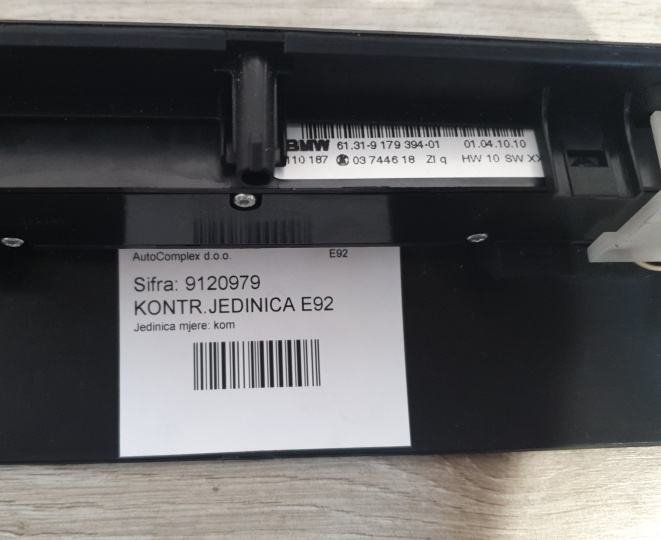 BMW 61.31-9 179 394-01 01.04.10.10
110 187 03 7446 18 ZI q HW 10 SW XX
AutoComplex d.o.o. E92
Sifra: 9120979
KONTR.JEDINICA E92
Jedinica mjere: kom